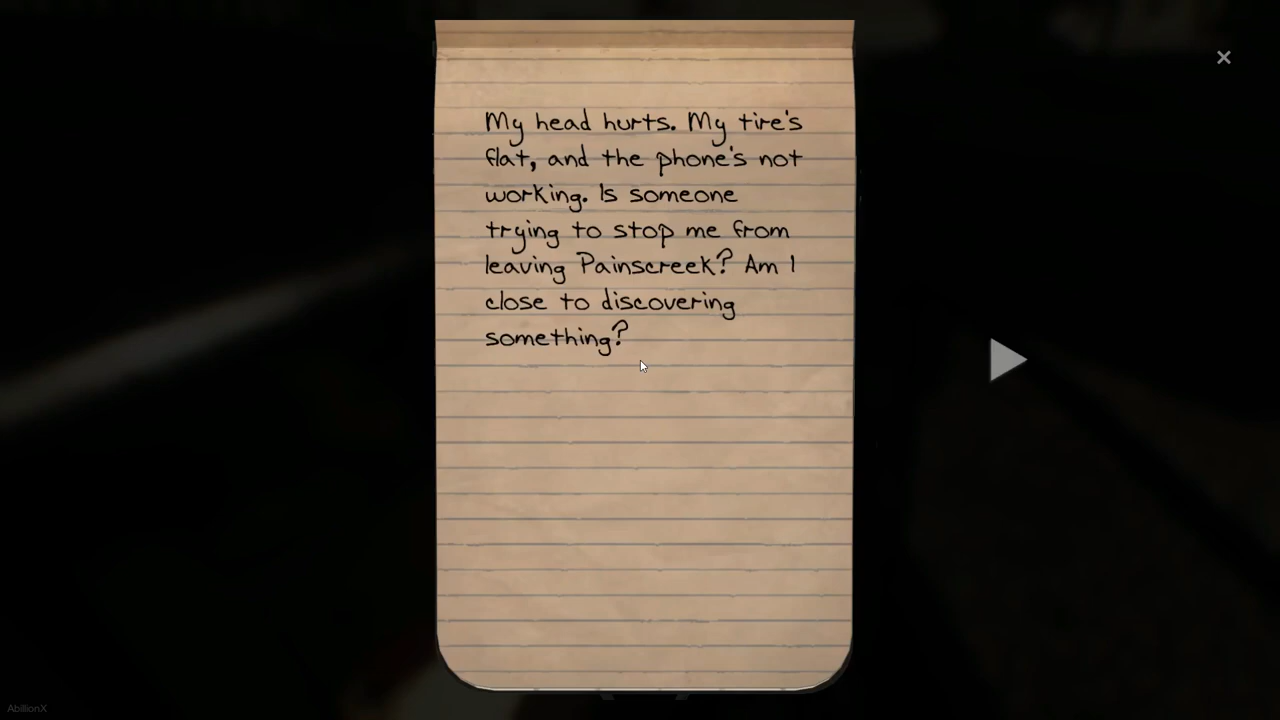 My head hurts. My tire's
flat, and the phone's not
working. Is someone
trying to stop me from
leaving Painscreek? Am I
close to discovering
something?
AbillionX